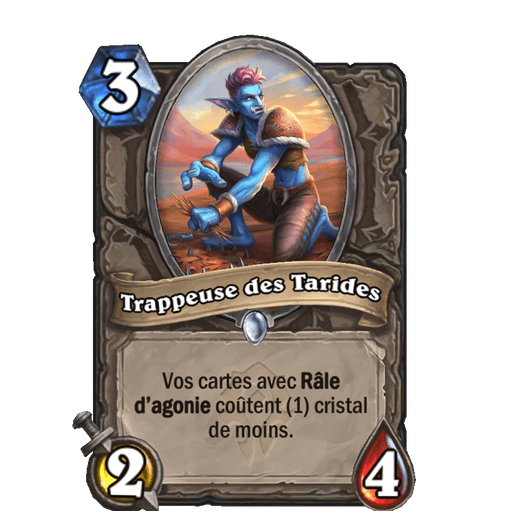 3
Trappeuse des Tarides
Vos cartes avec Râle
d'agonie coûtent (1) cristal
de moins.
2
4